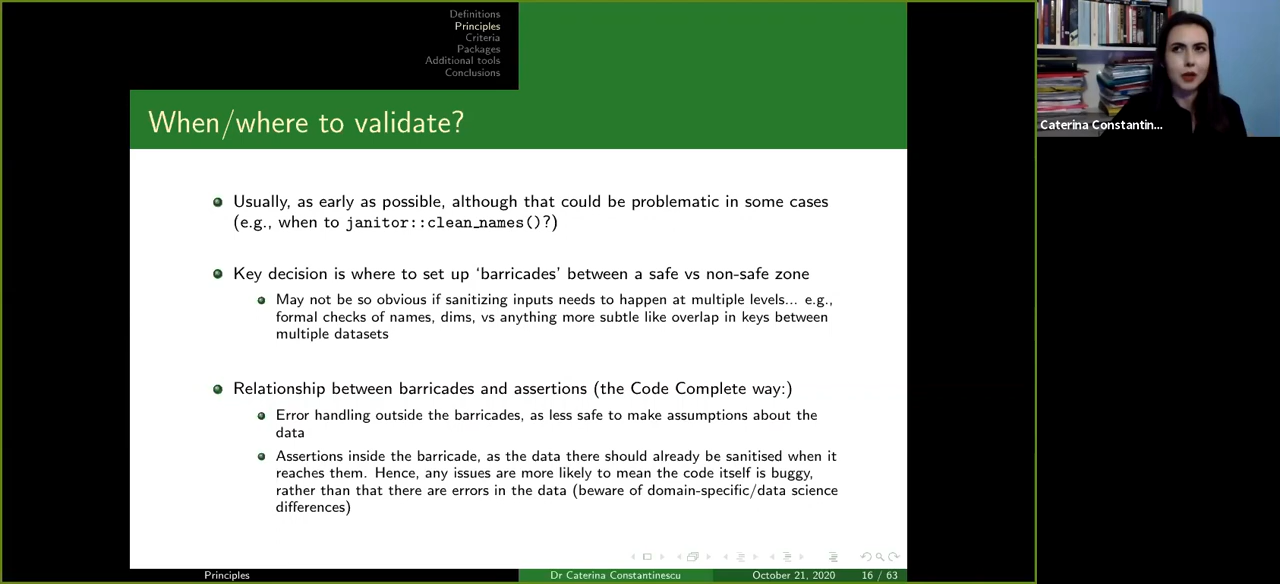 Definitions
Principles
Criteria
Packages
Additional tools
Conclusions
When/where to validate?
Usually, as early as possible, although that could be problematic in some cases
(e.g., when to janitor::clean_names()?)
Key decision is where to set up ‘barricades’ between a safe vs non-safe zone
May not be so obvious if sanitizing inputs needs to happen at multiple levels... e.g.,
formal checks of names, dims, vs anything more subtle like overlap in keys between
multiple datasets
Relationship between barricades and assertions (the Code Complete way:)
Error handling outside the barricades, as less safe to make assumptions about the
data
Assertions inside the barricade, as the data there should already be sanitised when it
reaches them. Hence, any issues are more likely to mean the code itself is buggy,
rather than that there are errors in the data (beware of domain-specific/data science
differences)
Principles
Dr Caterina Constantinescu
October 21, 2020
16 / 63
Caterina Constantin...